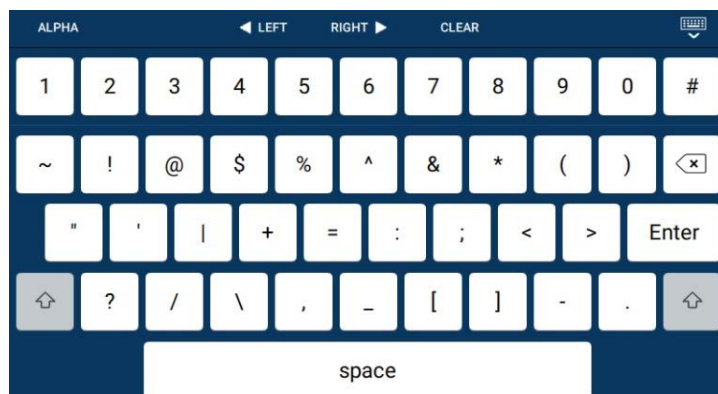 ALPHA ◀ LEFT RIGHT ▶ CLEAR
1 2 3 4 5 6 7 8 9 0 #
~ ! @ $ % ^ & * ( )
" ' | + = : ; < > Enter
? / \ , _ [ ] - .
space